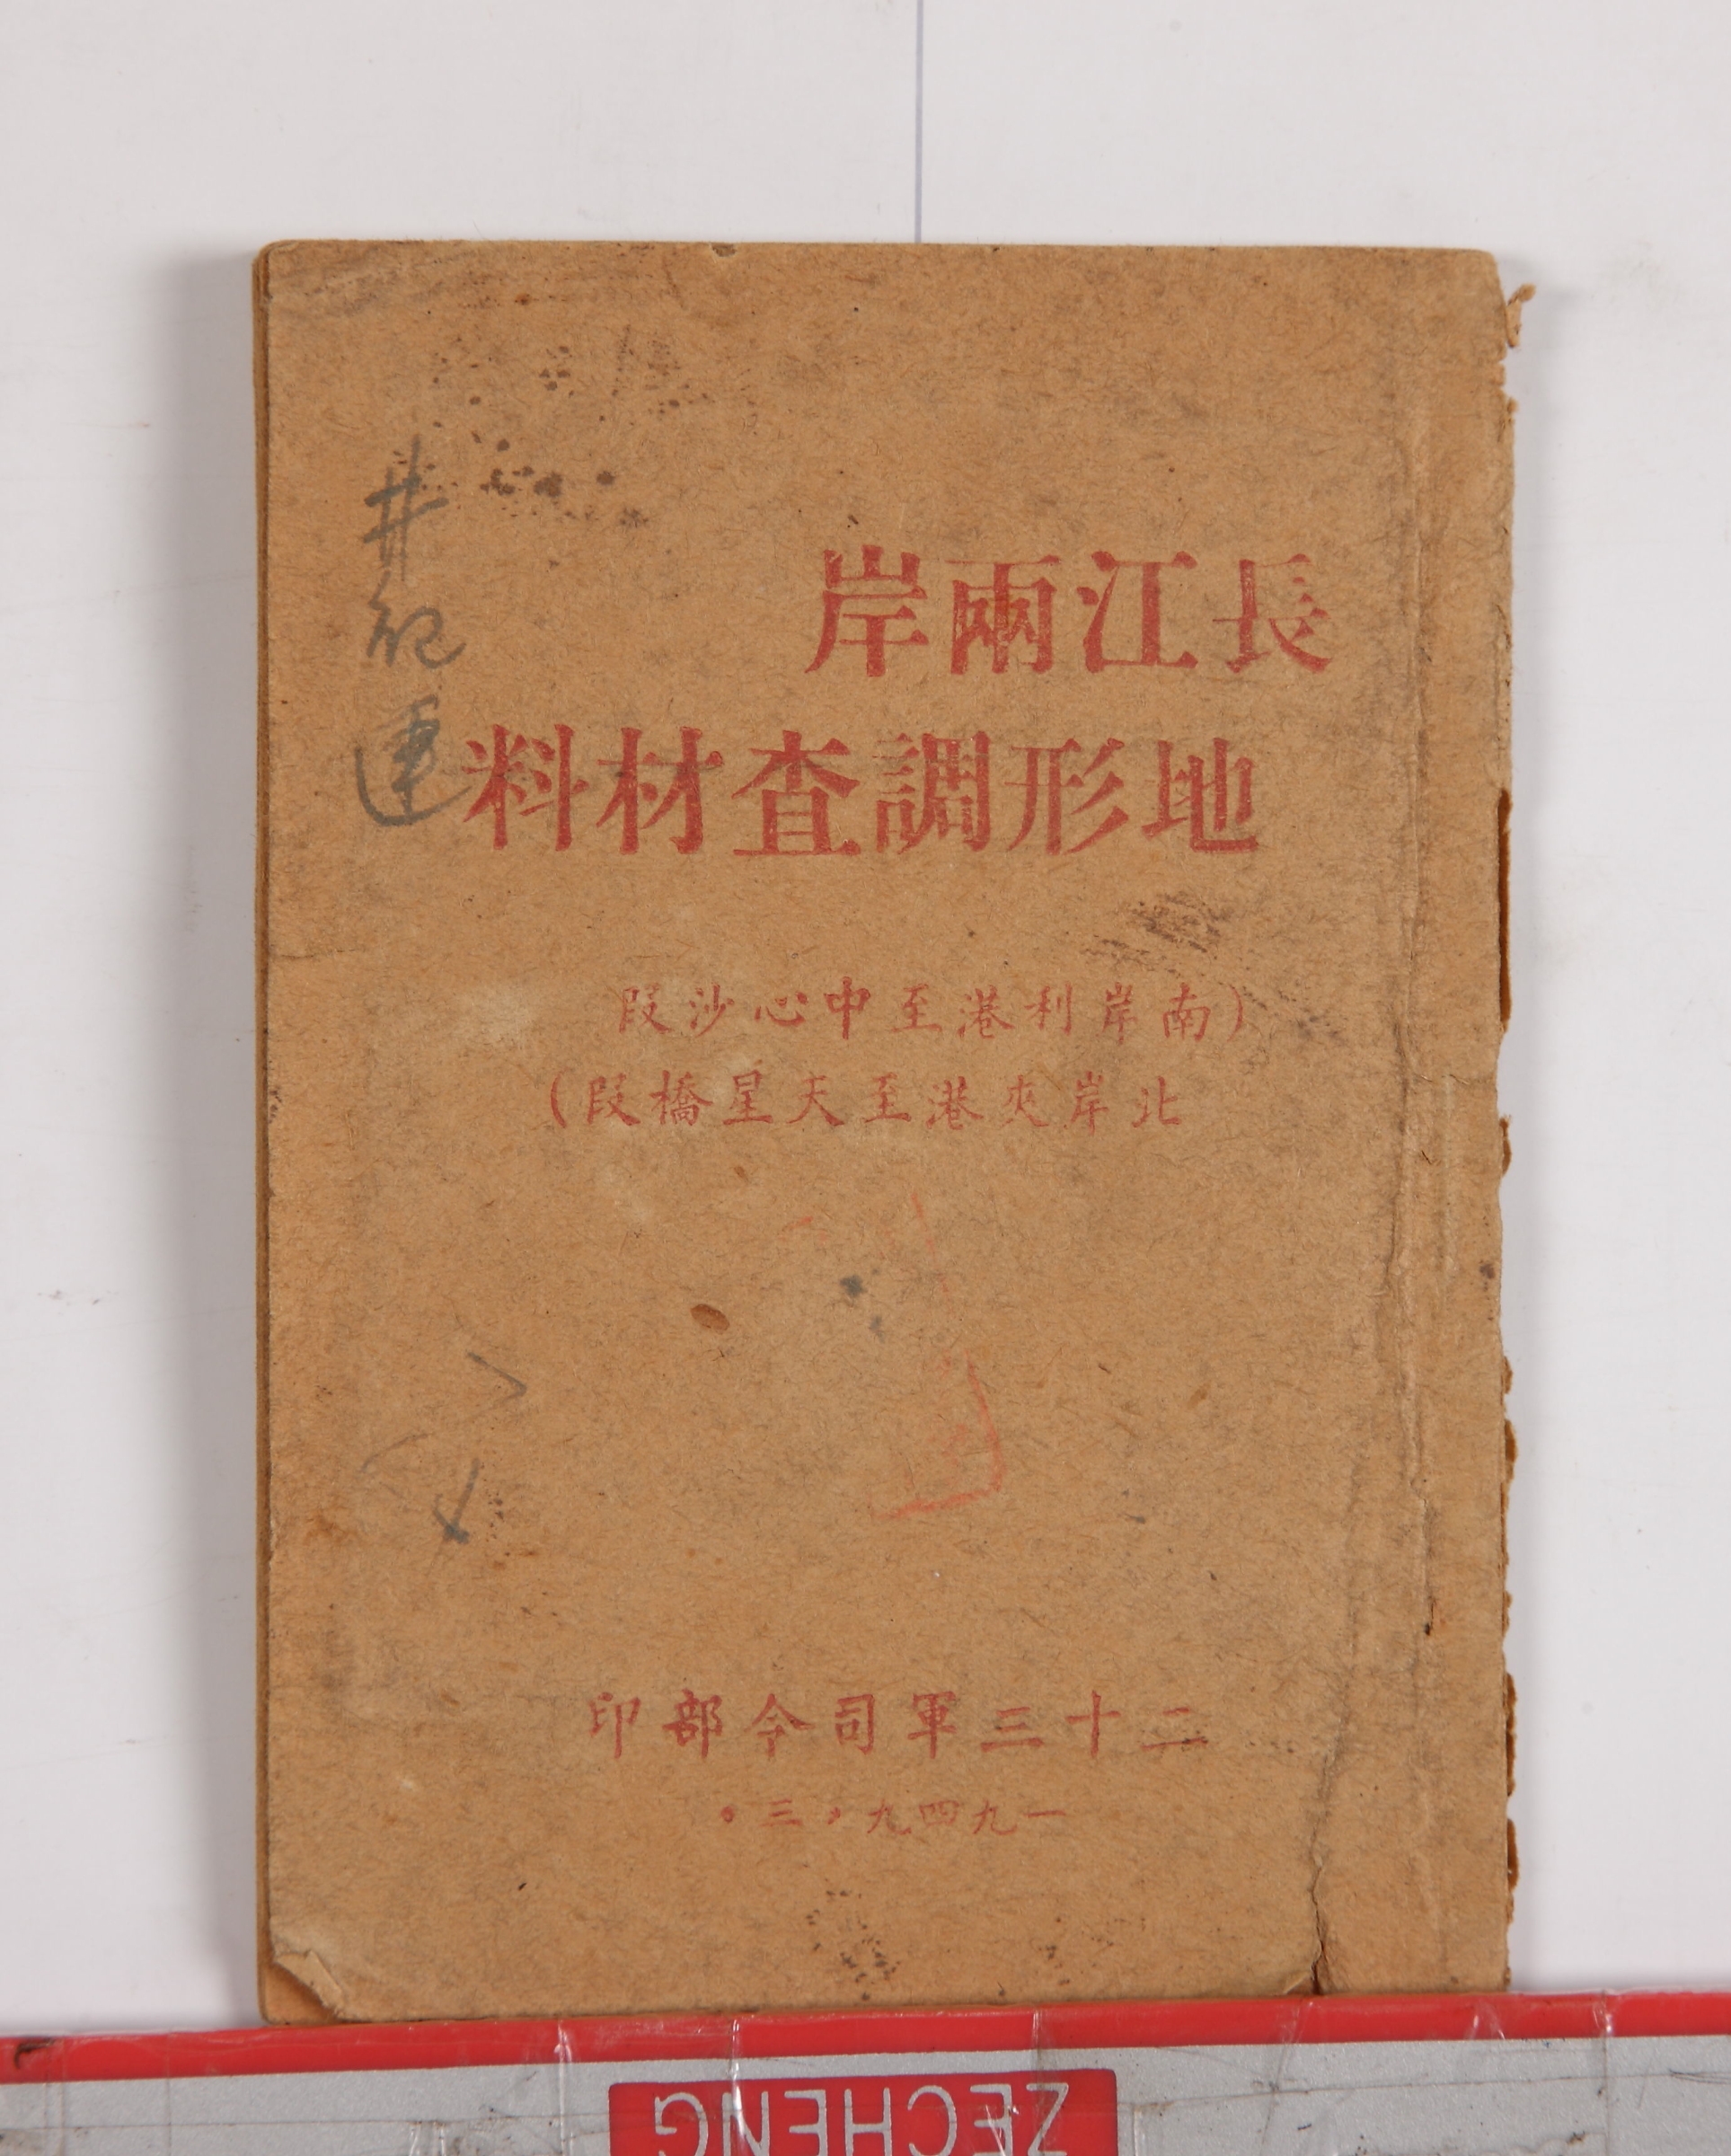 長江兩岸
地形調查材料
(南岸利港至中心沙段
北岸夾港至天星橋段)
二十三軍司令部印
一九四九，三。
ZECHENG